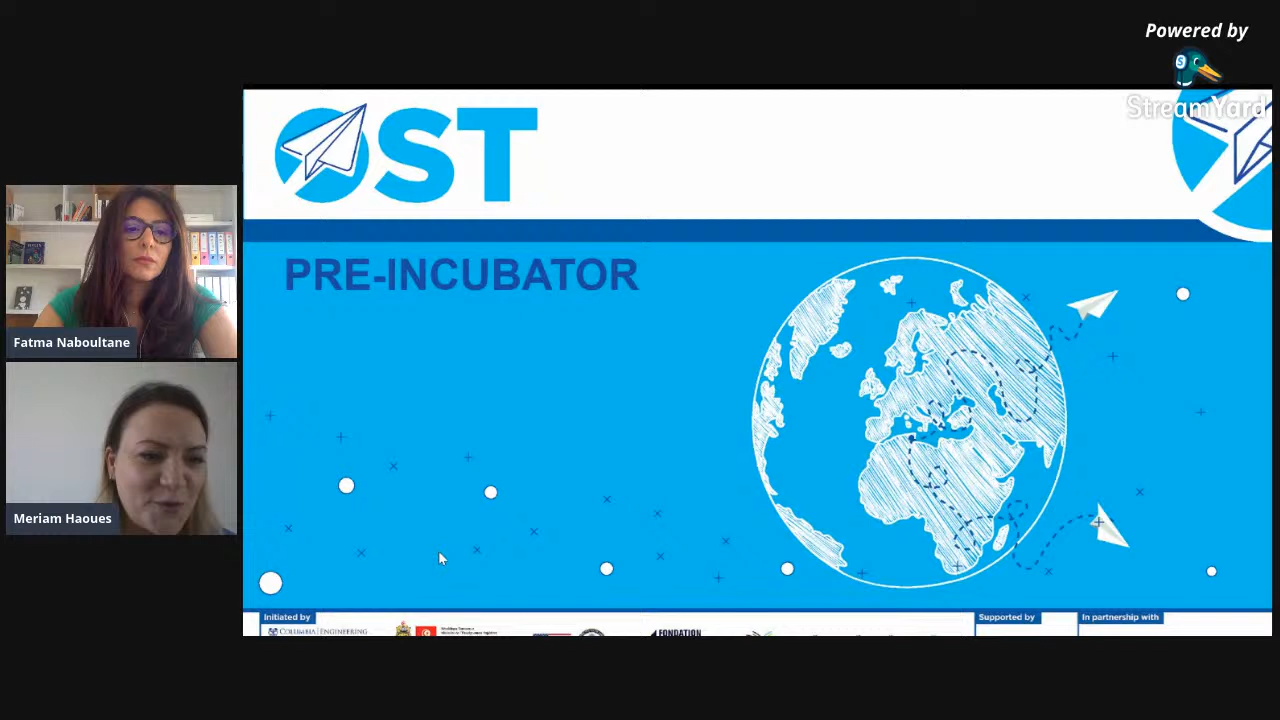 Powered by
StreamYard
OST
PRE-INCUBATOR
Fatma Naboultane
Meriam Haoues
Initiated by
COLUMBIA | ENGINEERING
FONDATION
Supported by
In partnership with